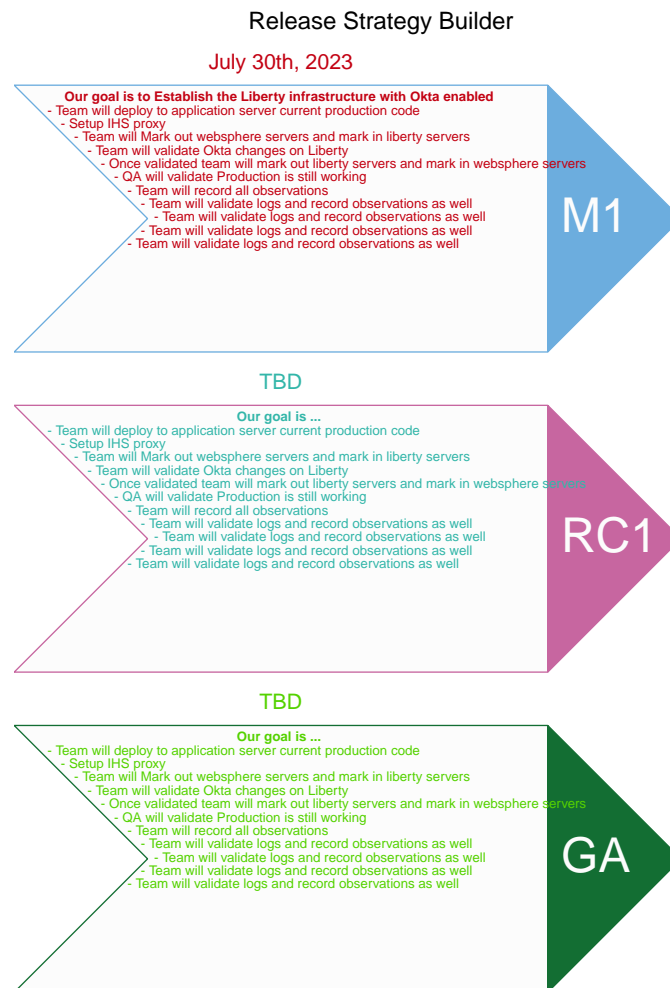 Release Strategy Builder
July 30th, 2023
Our goal is to Establish the Liberty infrastructure with Okta enabled
- Team will deploy to application server current production code
- Setup IHS proxy
- Team will Mark out websphere servers and mark in liberty servers
- Team will validate Okta changes on Liberty
- Once validated team will mark out liberty servers and mark in websphere servers
- QA will validate Production is still working
- Team will record all observations
- Team will validate logs and record observations as well
- Team will validate logs and record observations as well
- Team will validate logs and record observations as well
- Team will validate logs and record observations as well
M1
TBD
Our goal is ...
- Team will deploy to application server current production code
- Setup IHS proxy
- Team will Mark out websphere servers and mark in liberty servers
- Team will validate Okta changes on Liberty
- Once validated team will mark out liberty servers and mark in websphere servers
- QA will validate Production is still working
- Team will record all observations
- Team will validate logs and record observations as well
- Team will validate logs and record observations as well
- Team will validate logs and record observations as well
- Team will validate logs and record observations as well
RC1
TBD
Our goal is ...
- Team will deploy to application server current production code
- Setup IHS proxy
- Team will Mark out websphere servers and mark in liberty servers
- Team will validate Okta changes on Liberty
- Once validated team will mark out liberty servers and mark in websphere servers
- QA will validate Production is still working
- Team will record all observations
- Team will validate logs and record observations as well
- Team will validate logs and record observations as well
- Team will validate logs and record observations as well
- Team will validate logs and record observations as well
GA